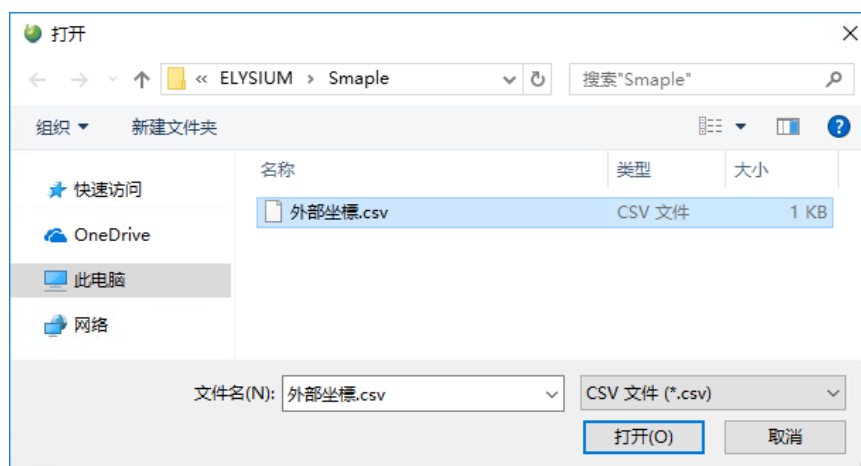 打开
« ELYSIUM › Smaple
搜索"Smaple"
组织
新建文件夹
?
名称 类型 大小
快速访问
OneDrive
此电脑
网络
外部坐標.csv CSV 文件 1 KB
文件名(N): 外部坐標.csv CSV 文件 (*.csv)
打开(O) 取消